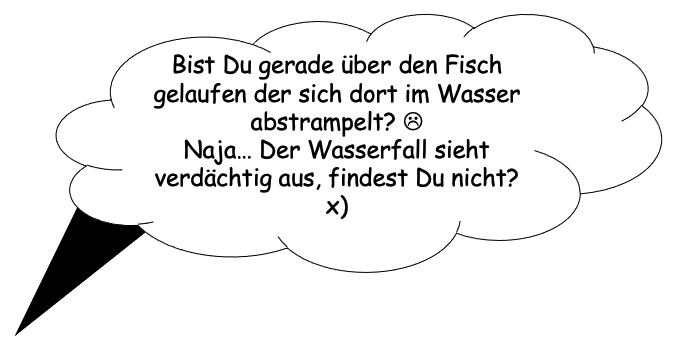 Bist Du gerade über den Fisch
gelaufen der sich dort im Wasser
abstrampelt? ☹
Naja... Der Wasserfall sieht
verdächtig aus, findest Du nicht?
x)